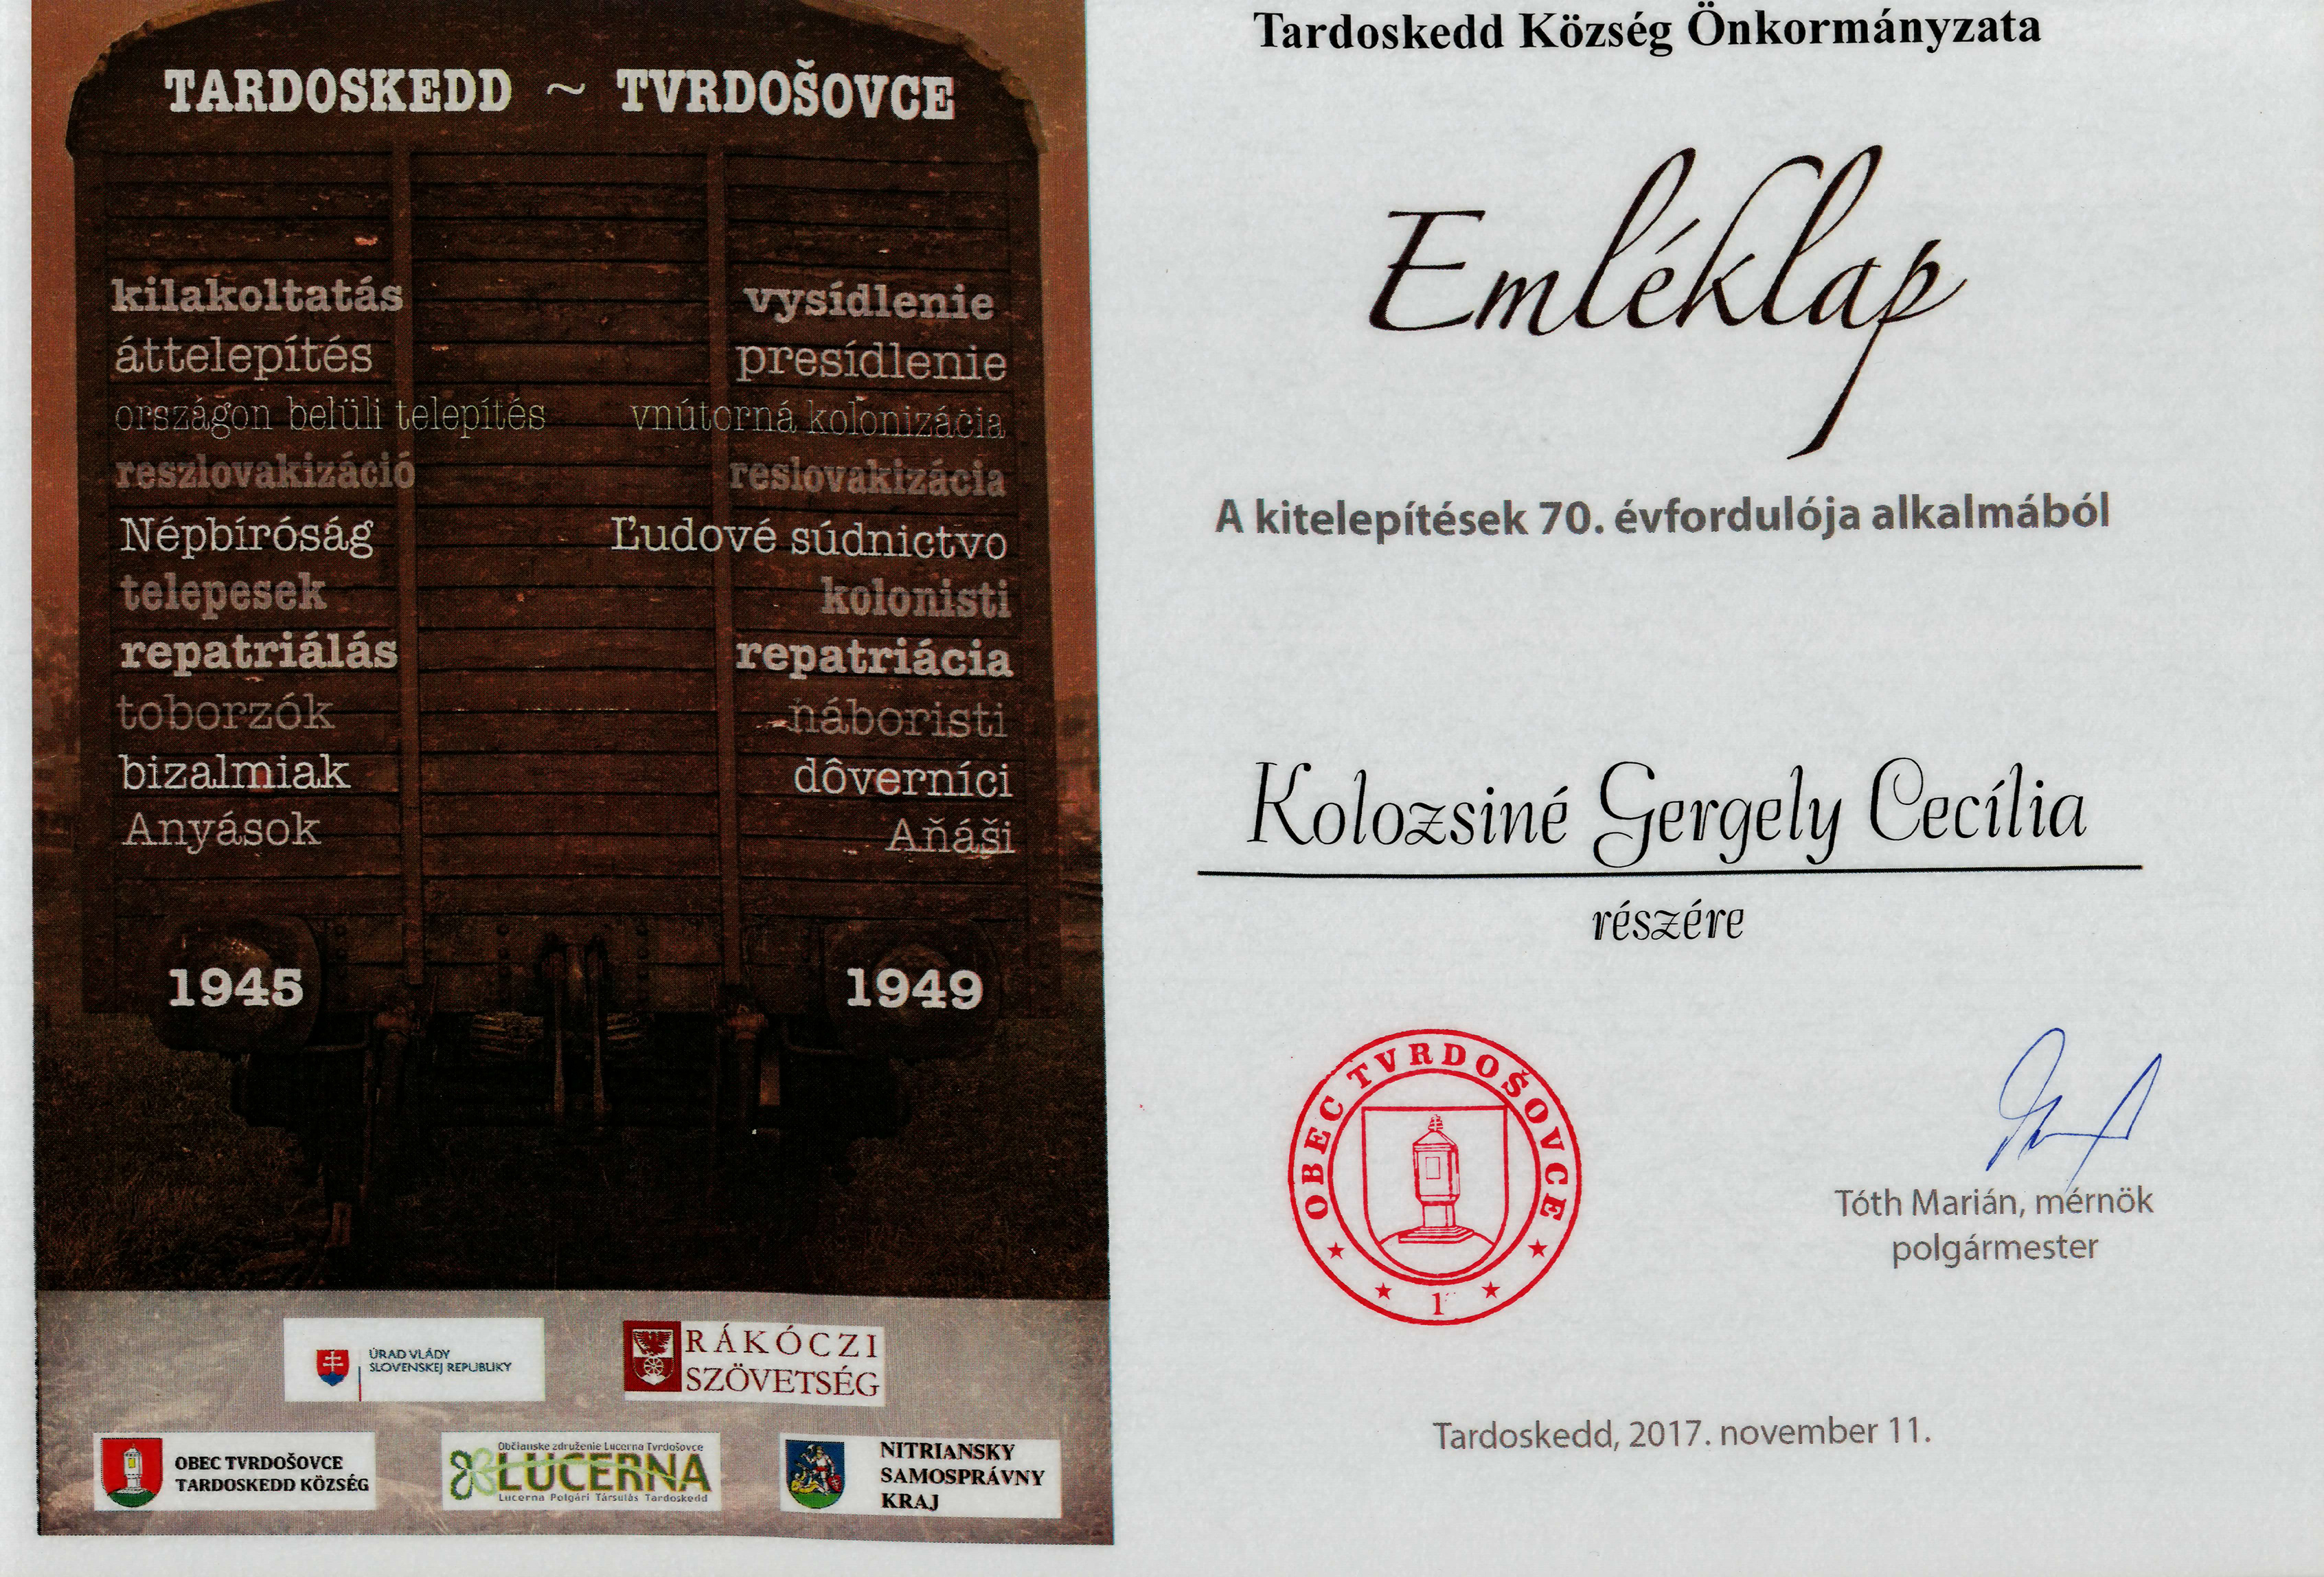 TARDOSKEDD ~ TVRDOŠOVCE
kilakoltatás vysídlenie
áttelepítés presídlenie
országon belüli telepítés vnútorná kolonizácia
reszlovakizáció reslovakizácia
Népbíróság Ľudové súdnictvo
telepesek kolonisti
repatriálás repatriácia
toborzók náboristi
bizalmiak dôverníci
Anyások Aňáši
1945 1949
ÚRAD VLÁDY
SLOVENSKEJ REPUBLIKY
RÁKÓCZI
SZÖVETSÉG
OBEC TVRDOŠOVCE
TARDOSKEDD KÖZSÉG
Občianske združenie Lucerna Tvrdošovce
LUCERNA
Lucerna Polgári Társulás Tardoskedd
NITRIANSKY
SAMOSPRÁVNY
KRAJ
Tardoskedd Község Önkormányzata
Emléklap
A kitelepítések 70. évfordulója alkalmából
Kolozsiné Gergely Cecília
részére
OBEC TVRDOŠOVCE
1
Tóth Marián, mérnök
polgármester
Tardoskedd, 2017. november 11.